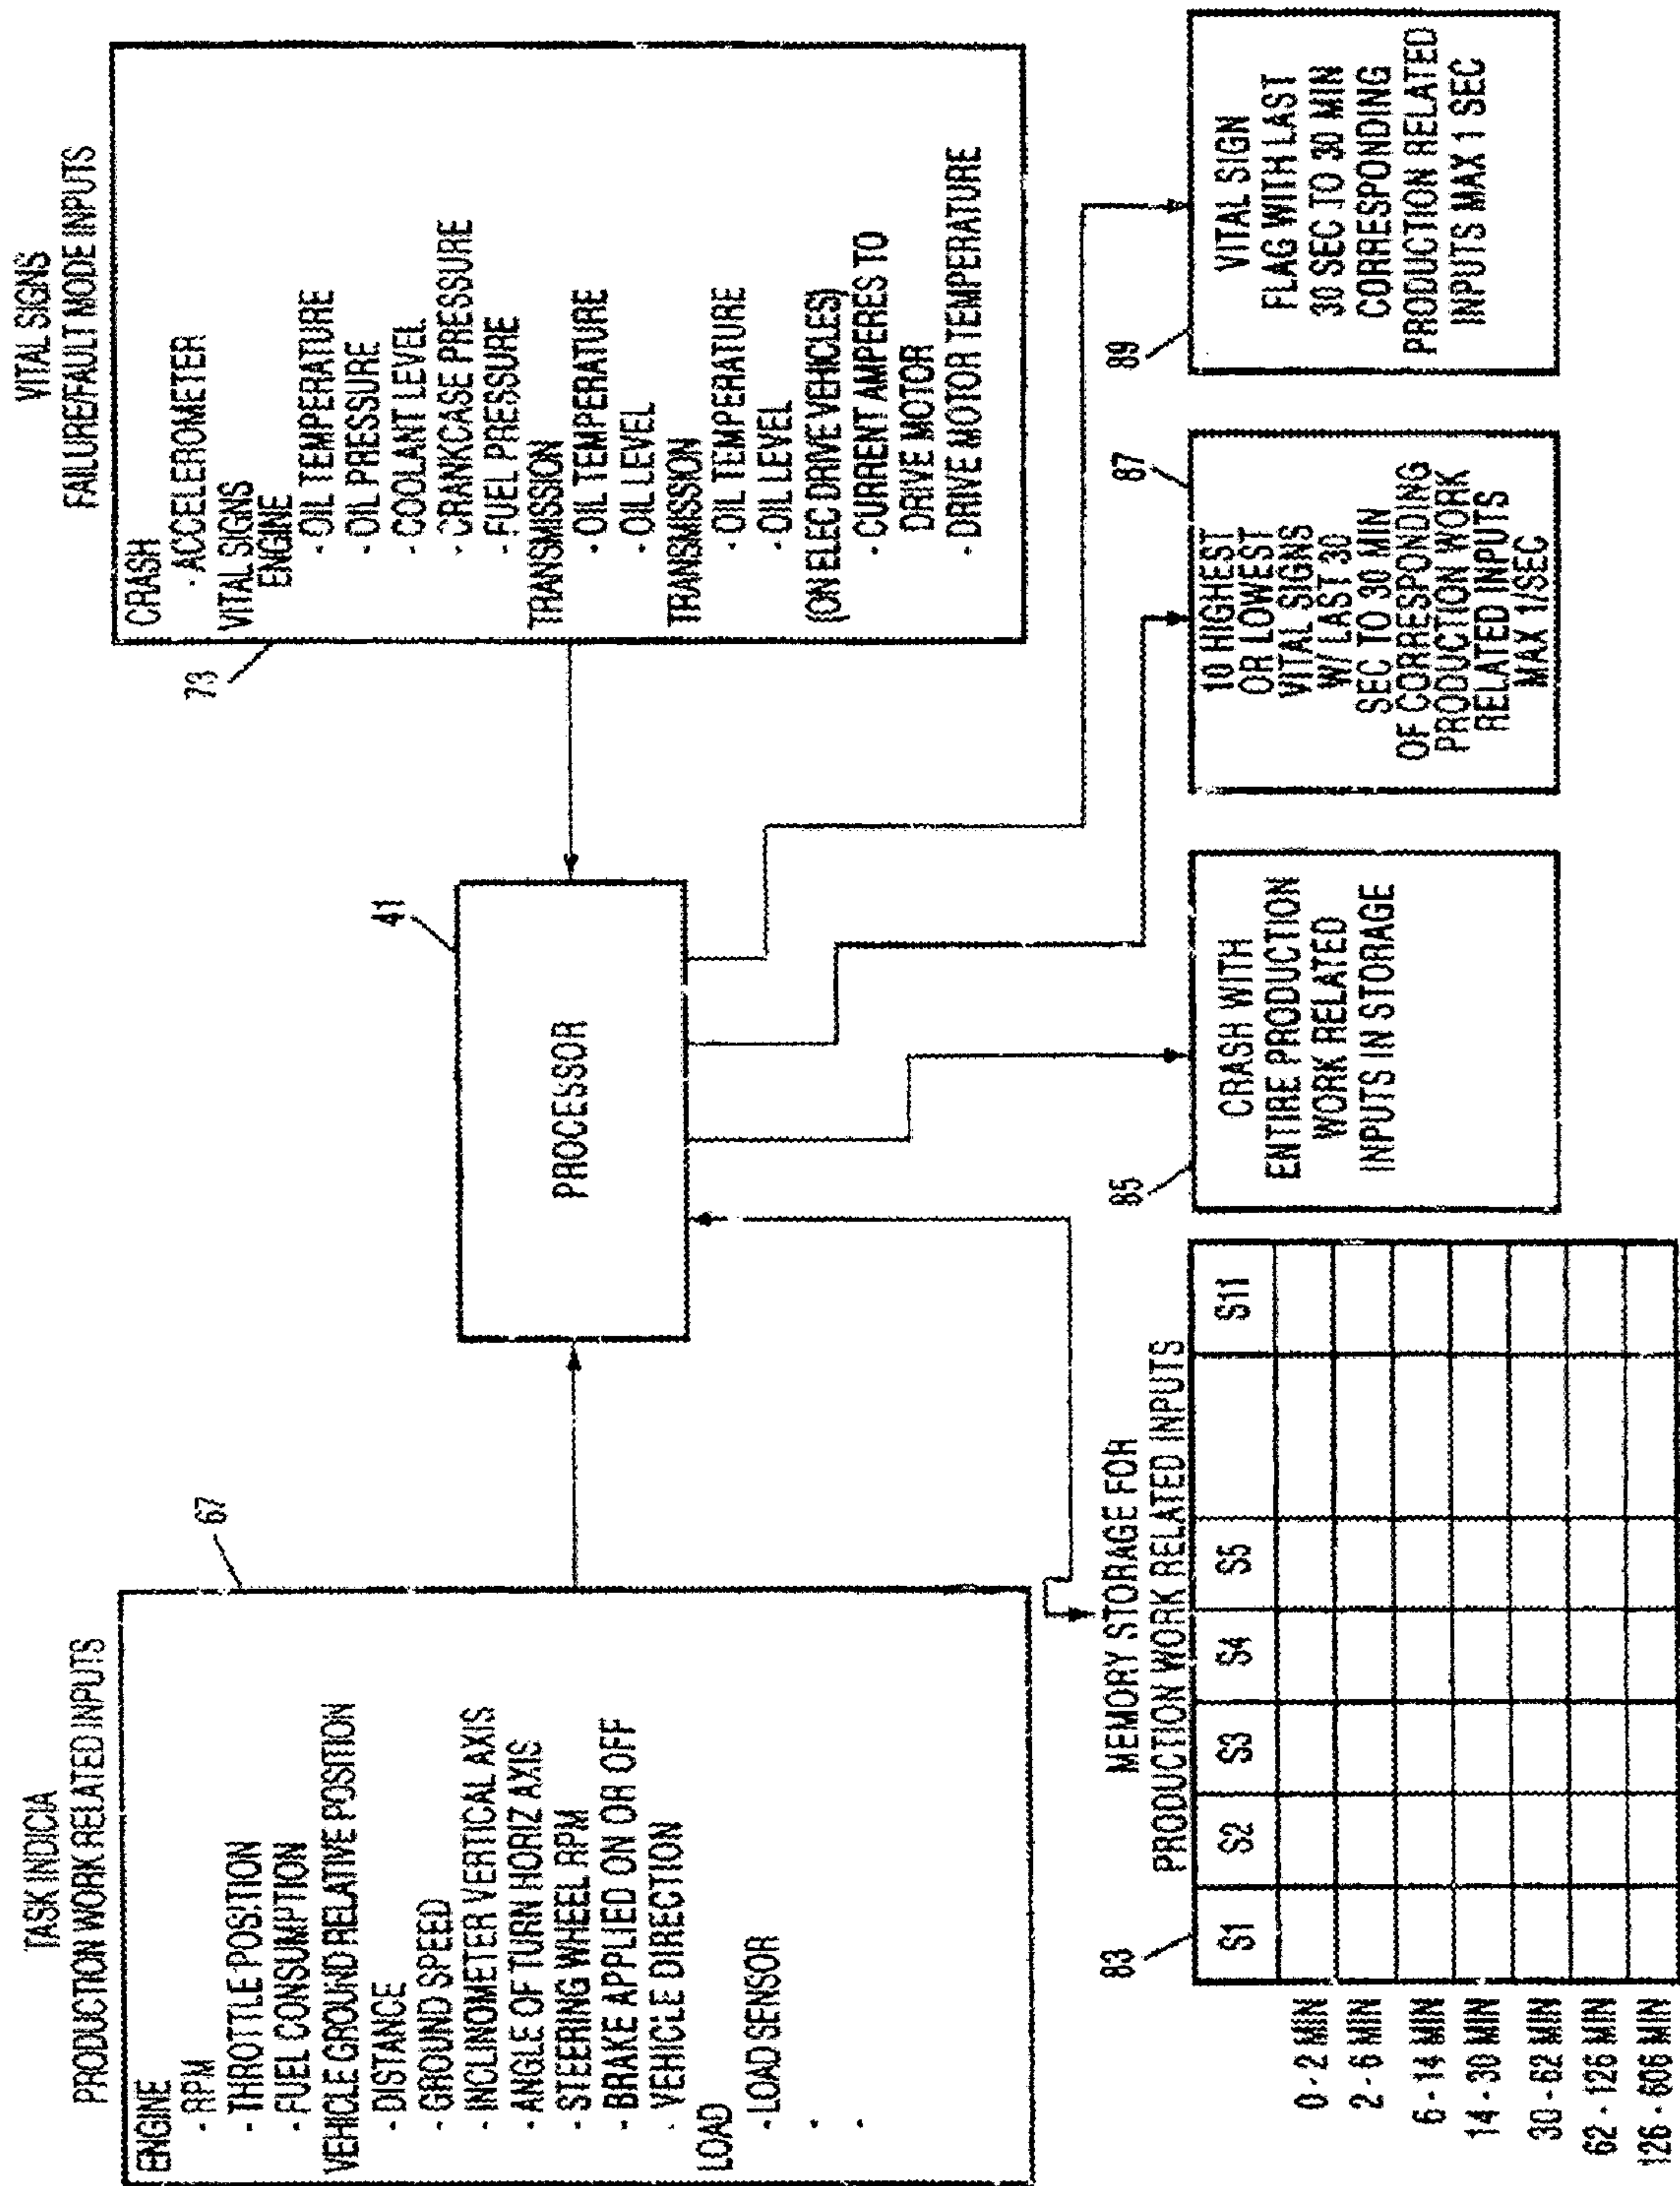 TASK INDICIA
PRODUCTION WORK RELATED INPUTS
67
ENGINE
- RPM
- THROTTLE POSITION
- FUEL CONSUMPTION
VEHICLE GROUND RELATIVE POSITION
- DISTANCE
- GROUND SPEED
- INCLINOMETER VERTICAL AXIS
- ANGLE OF TURN HORIZ AXIS
- STEERING WHEEL RPM
- BRAKE APPLIED ON OR OFF
- VEHICLE DIRECTION
LOAD
- LOAD SENSOR
-
-
41
PROCESSOR
VITAL SIGNS
FAILURE/FAULT MODE INPUTS
73
CRASH
- ACCELEROMETER
VITAL SIGNS
ENGINE
- OIL TEMPERATURE
- OIL PRESSURE
- COOLANT LEVEL
- CRANKCASE PRESSURE
- FUEL PRESSURE
TRANSMISSION
- OIL TEMPERATURE
- OIL LEVEL
TRANSMISSION
- OIL TEMPERATURE
- OIL LEVEL
(ON ELEC DRIVE VEHICLES)
- CURRENT AMPERES TO
DRIVE MOTOR
- DRIVE MOTOR TEMPERATURE
MEMORY STORAGE FOR
PRODUCTION WORK RELATED INPUTS
83
S1 S2 S3 S4 S5 S11
0 - 2 MIN
2 - 6 MIN
6 - 14 MIN
14 - 30 MIN
30 - 62 MIN
62 - 126 MIN
126 - 606 MIN
85
CRASH WITH
ENTIRE PRODUCTION
WORK RELATED
INPUTS IN STORAGE
87
10 HIGHEST
OR LOWEST
VITAL SIGNS
W/ LAST 30
SEC TO 30 MIN
OF CORRESPONDING
PRODUCTION WORK
RELATED INPUTS
MAX 1/SEC
89
VITAL SIGN
FLAG WITH LAST
30 SEC TO 30 MIN
CORRESPONDING
PRODUCTION RELATED
INPUTS MAX 1 SEC